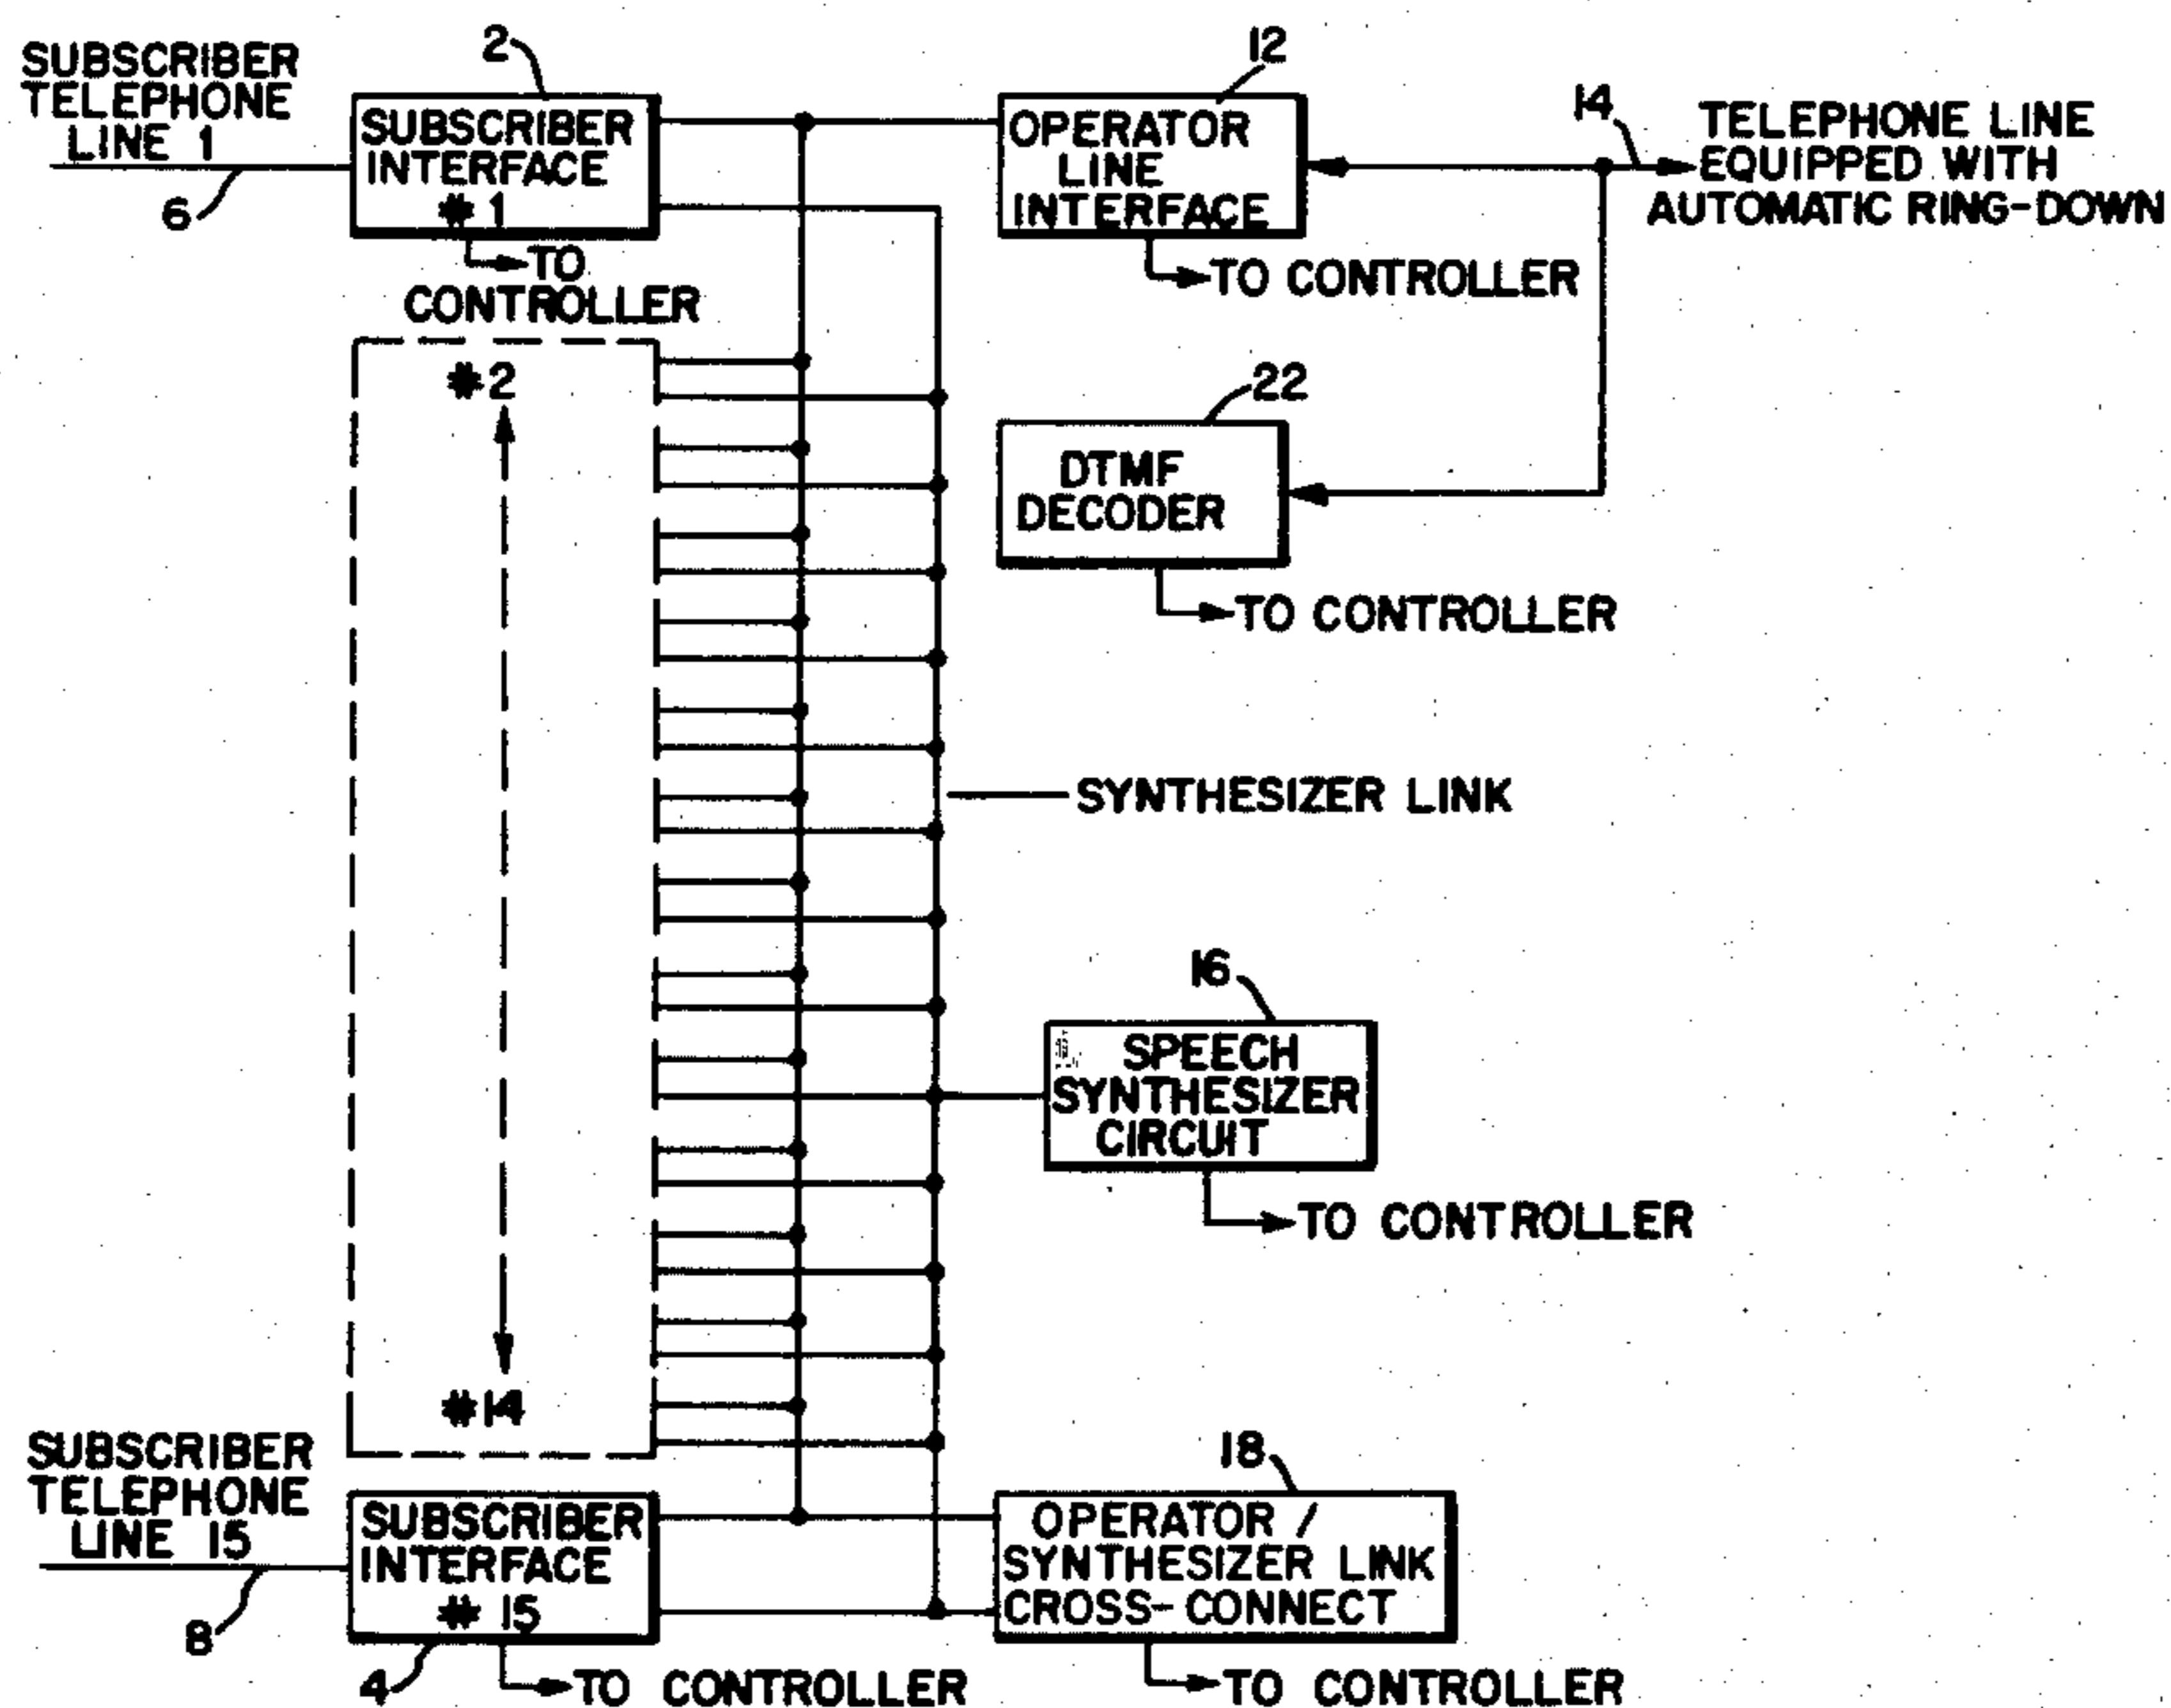 SUBSCRIBER
TELEPHONE
LINE 1
6
2
SUBSCRIBER
INTERFACE
# 1
TO
CONTROLLER
12
OPERATOR
LINE
INTERFACE
TO CONTROLLER
14
TELEPHONE LINE
EQUIPPED WITH
AUTOMATIC RING-DOWN
#2
22
DTMF
DECODER
TO CONTROLLER
SYNTHESIZER LINK
16
SPEECH
SYNTHESIZER
CIRCUIT
TO CONTROLLER
#14
SUBSCRIBER
TELEPHONE
LINE 15
8
SUBSCRIBER
INTERFACE
# 15
4
TO CONTROLLER
18
OPERATOR /
SYNTHESIZER LINK
CROSS-CONNECT
TO CONTROLLER